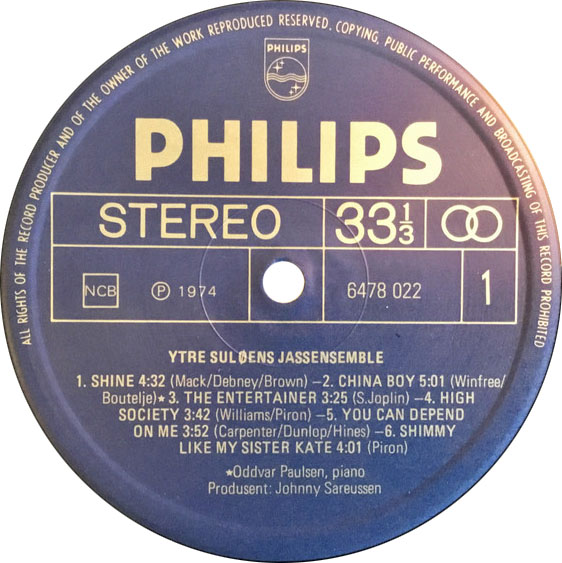 ALL RIGHTS OF THE RECORD PRODUCER AND OF THE OWNER OF THE WORK REPRODUCED RESERVED. COPYING, PUBLIC PERFORMANCE AND BROADCASTING OF THIS RECORD PROHIBITED
PHILIPS
PHILIPS
STEREO 33 1/3
NCB ℗ 1974 6478 022 1
YTRE SULØENS JASSENSEMBLE
1. SHINE 4:32 (Mack/Debney/Brown) –2. CHINA BOY 5:01 (Winfree/
Boutelje)★ 3. THE ENTERTAINER 3:25 (S.Joplin) –4. HIGH
SOCIETY 3:42 (Williams/Piron) –5. YOU CAN DEPEND
ON ME 3:52 (Carpenter/Dunlop/Hines) –6. SHIMMY
LIKE MY SISTER KATE 4:01 (Piron)
★Oddvar Paulsen, piano
Produsent: Johnny Sareussen